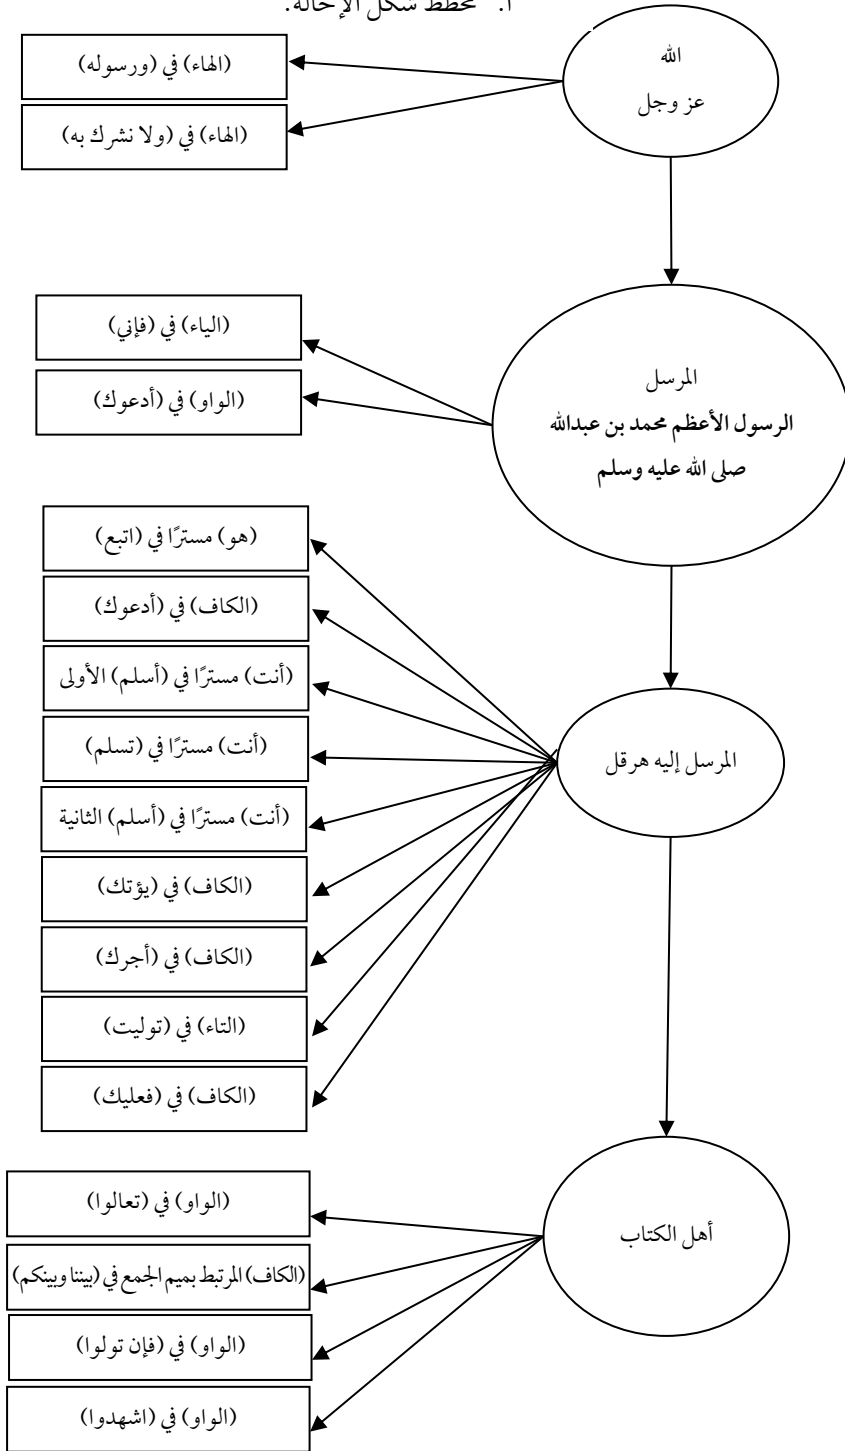 أ. مخطط شكل الإحالة:
الله
عز وجل
(الهاء) في (ورسوله)
(الهاء) في (ولا نشرك به)
المرسل
الرسول الأعظم محمد بن عبدالله
صلى الله عليه وسلم
(الياء) في (فإني)
(الواو) في (أدعوك)
المرسل إليه هرقل
(هو) مسترًا في (اتبع)
(الكاف) في (أدعوك)
(أنت) مسترًا في (أسلم) الأولى
(أنت) مسترًا في (تسلم)
(أنت) مسترًا في (أسلم) الثانية
(الكاف) في (يؤتك)
(الكاف) في (أجرك)
(التاء) في (توليت)
(الكاف) في (فعليك)
أهل الكتاب
(الواو) في (تعالوا)
(الكاف) المرتبط بميم الجمع في (بيننا وبينكم)
(الواو) في (فإن تولوا)
(الواو) في (اشهدوا)